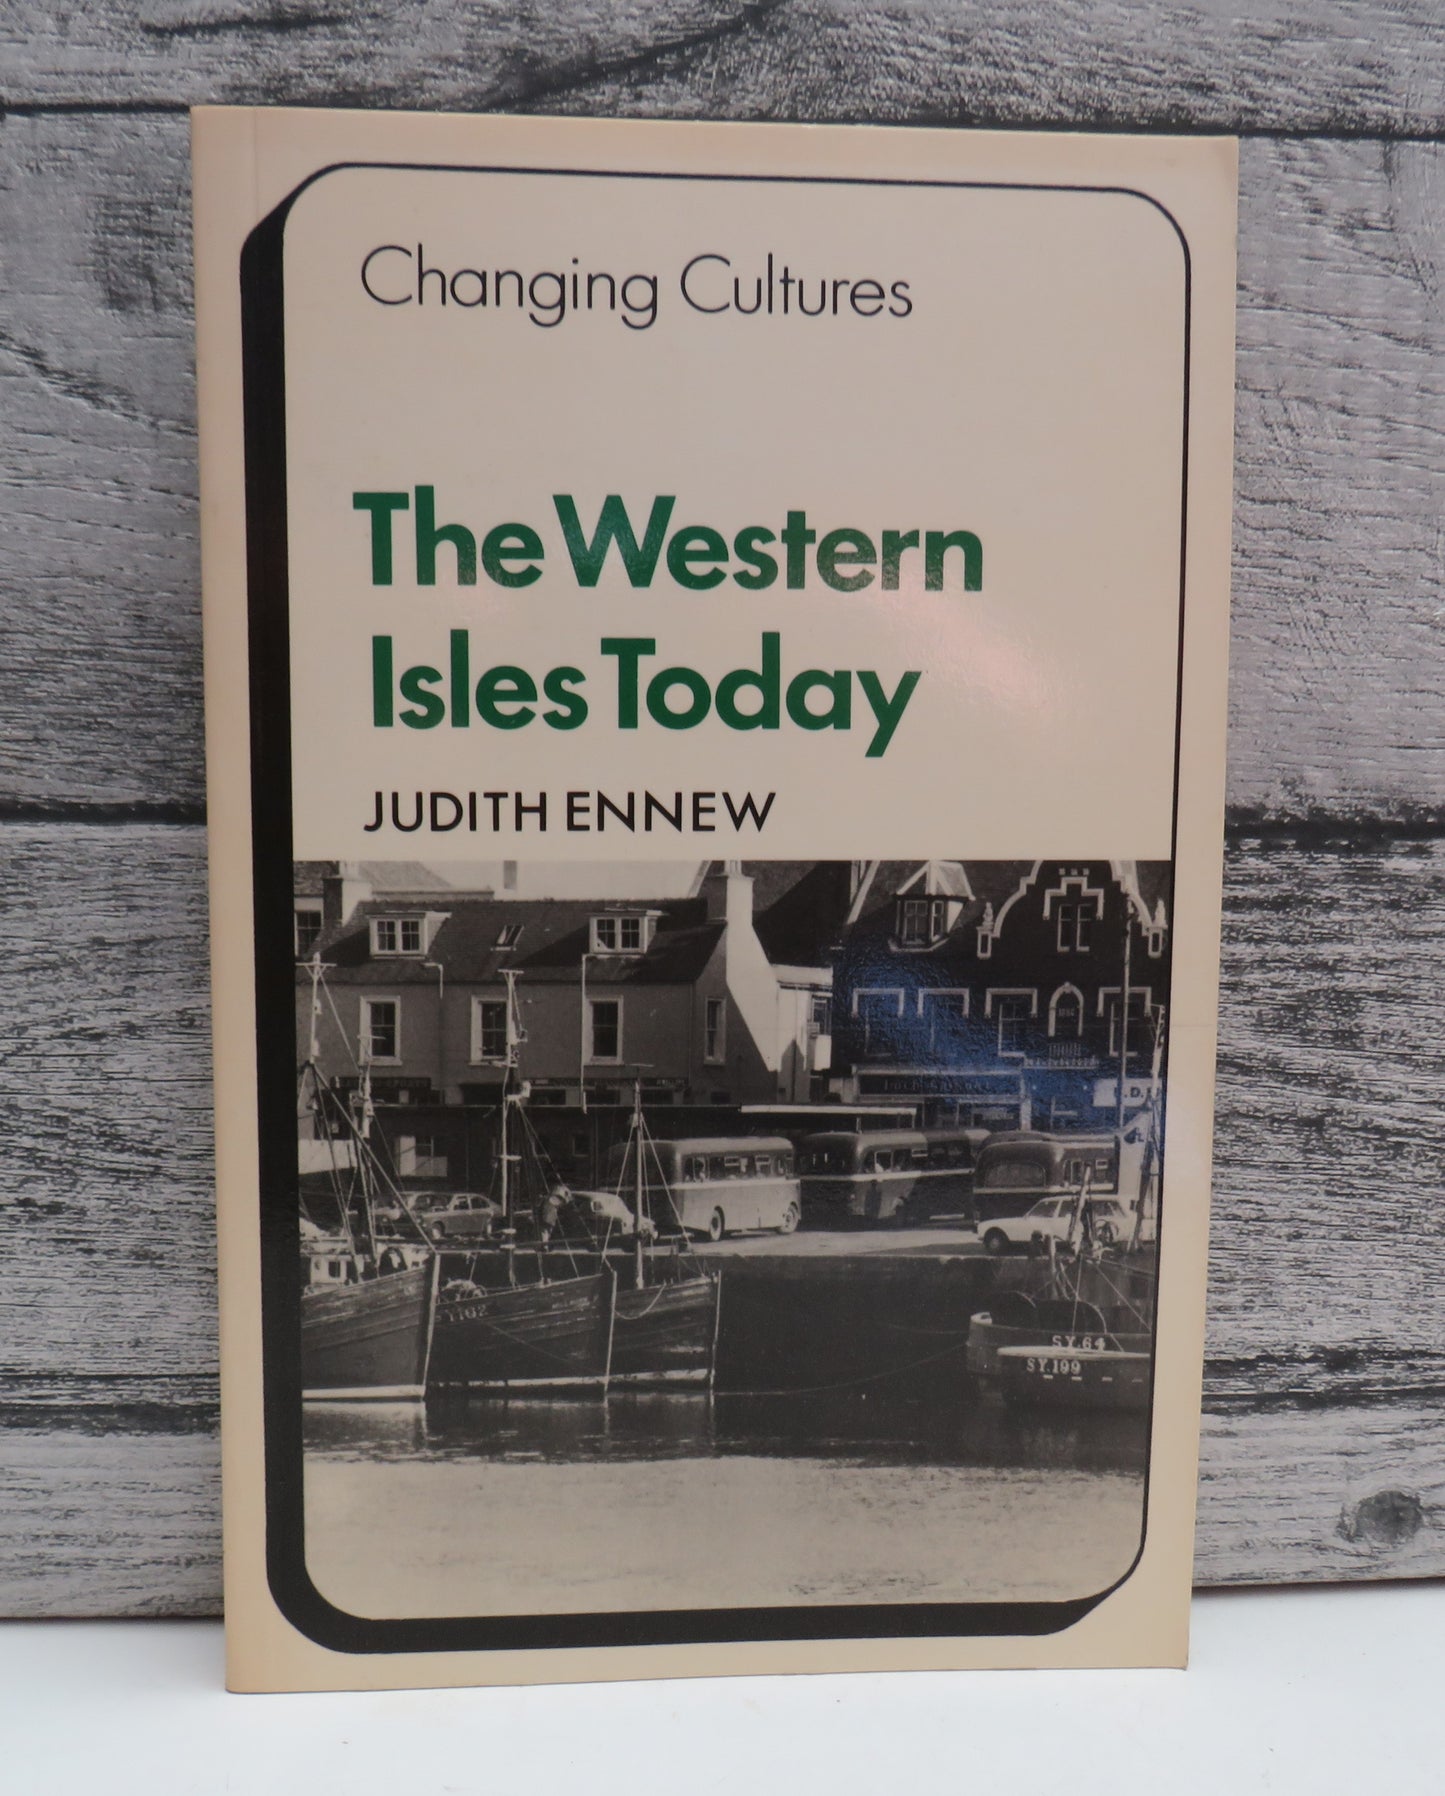 Changing Cultures
The Western
Isles Today
JUDITH ENNEW
SY.64
SY.199